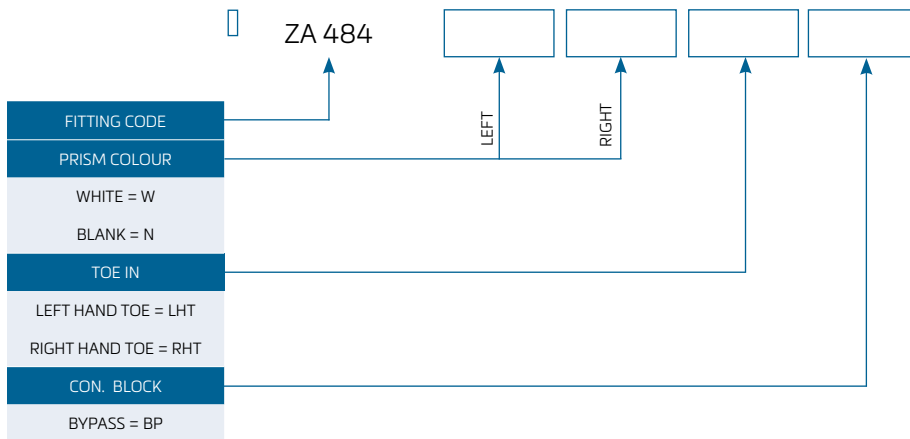 ZA 484
LEFT
RIGHT
FITTING CODE
PRISM COLOUR
WHITE = W
BLANK = N
TOE IN
LEFT HAND TOE = LHT
RIGHT HAND TOE = RHT
CON. BLOCK
BYPASS = BP